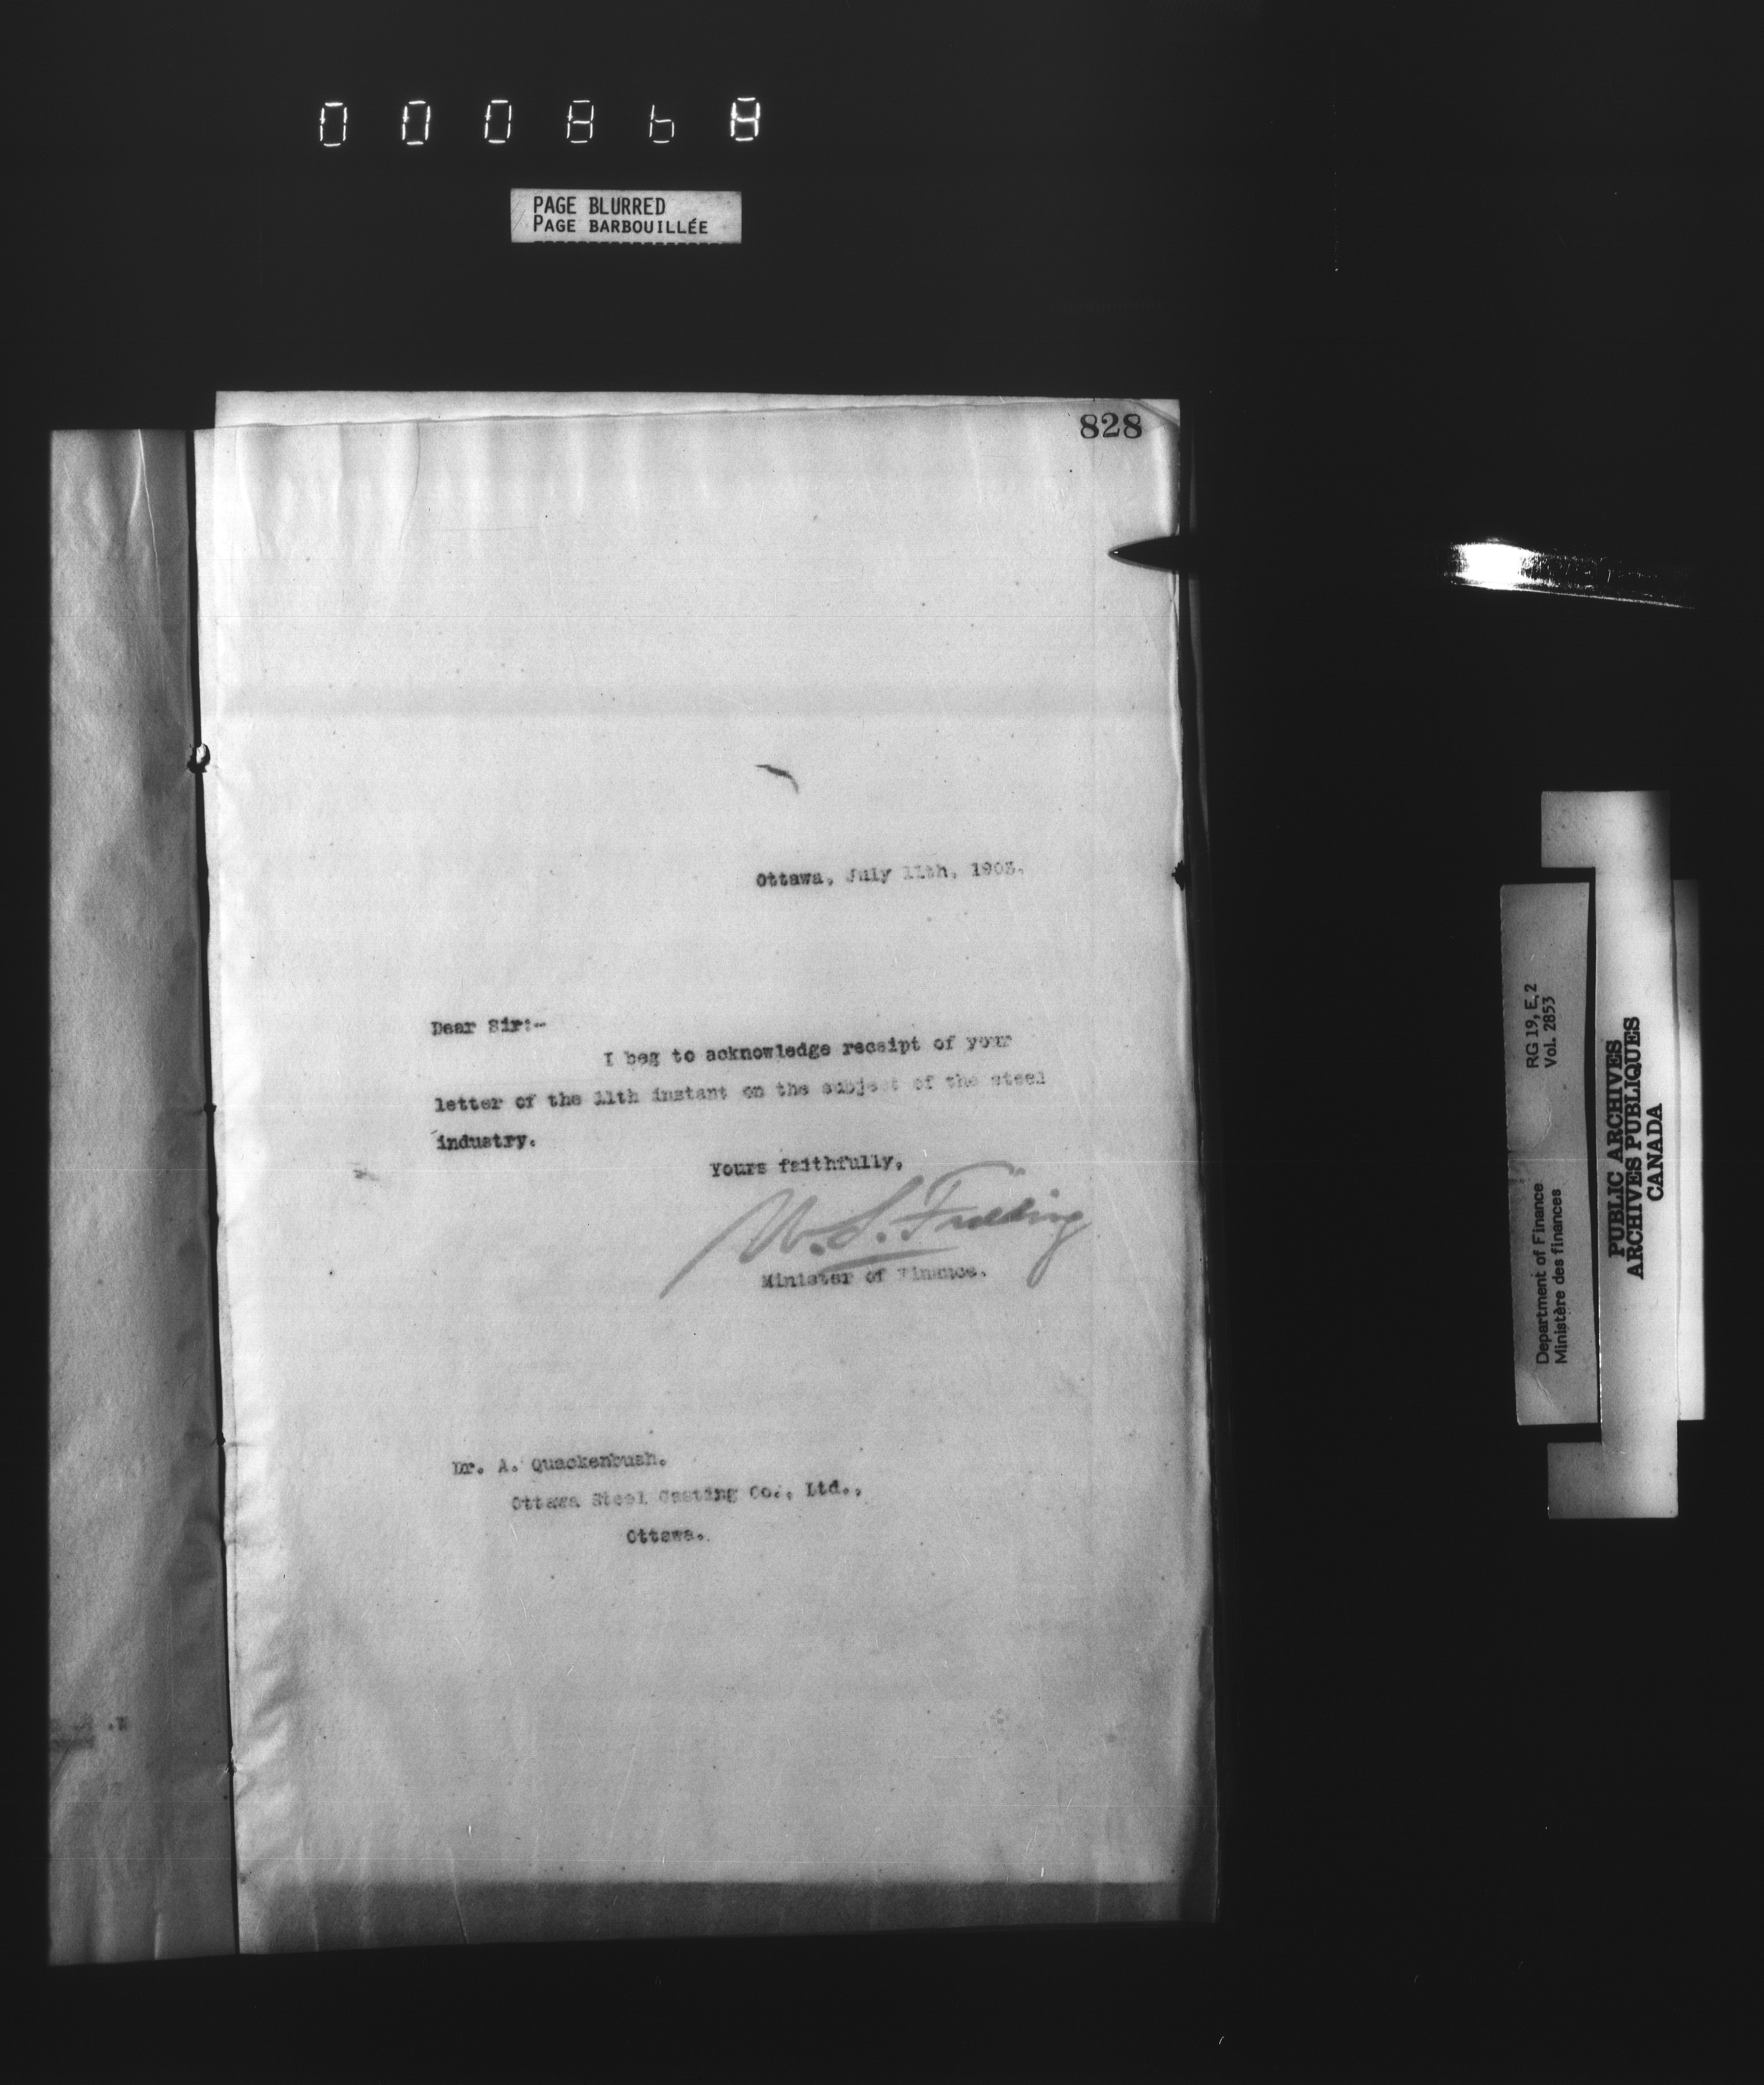 000868
PAGE BLURRED
PAGE BARBOUILLÉE
828
Ottawa, July 11th, 1903.
Dear Sir:-
I beg to acknowledge receipt of your
letter of the 11th instant on the subject of the steel
industry.
Yours faithfully,
W. S. Fielding
Minister of Finance.
Dr. A. Quackenbush.
Ottawa Steel Casting Co., Ltd.,
Ottawa.
RG 19, E, 2
Vol. 2853
Department of Finance
Ministère des finances
PUBLIC ARCHIVES
ARCHIVES PUBLIQUES
CANADA